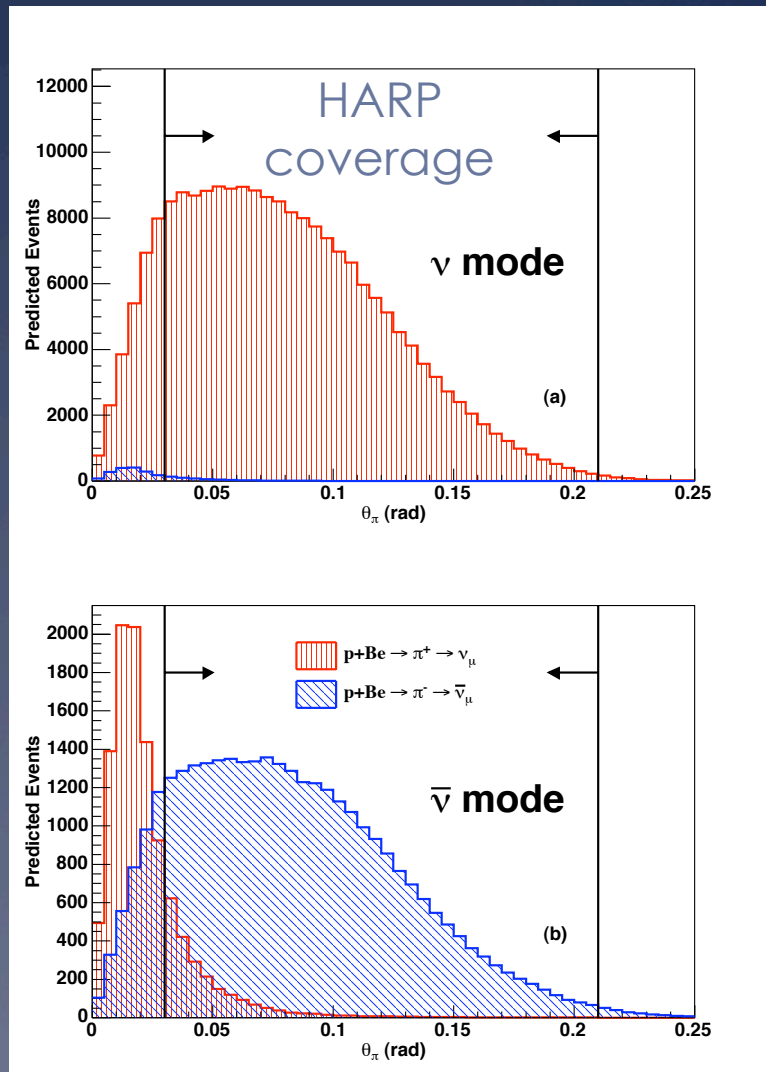 HARP
coverage
12000
10000
8000
6000
4000
2000
0
Predicted Events
ν mode
(a)
0 0.05 0.1 0.15 0.2 0.25
θπ (rad)
2000
1800
1600
1400
1200
1000
800
600
400
200
0
Predicted Events
p+Be → π⁺ → νμ
p+Be → π⁻ → ν̄μ
ν̄ mode
(b)
0 0.05 0.1 0.15 0.2 0.25
θπ (rad)